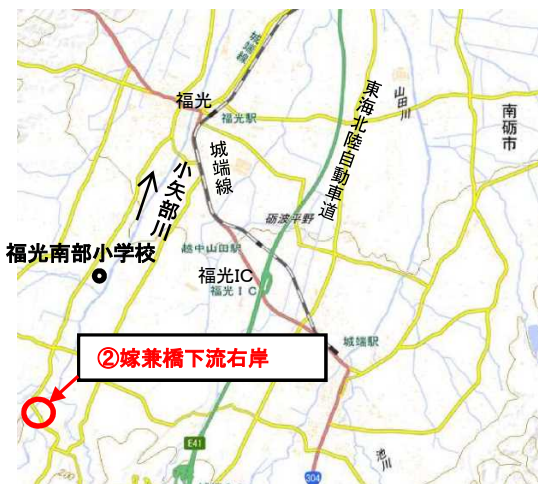 城端線
福光
福光駅
東海北陸自動車道
山田川
南砺市
城端線
小矢部川
砺波平野
越中山田駅
福光南部小学校
福光IC
福光IC
城端駅
②嫁兼橋下流右岸
E41
池川
304